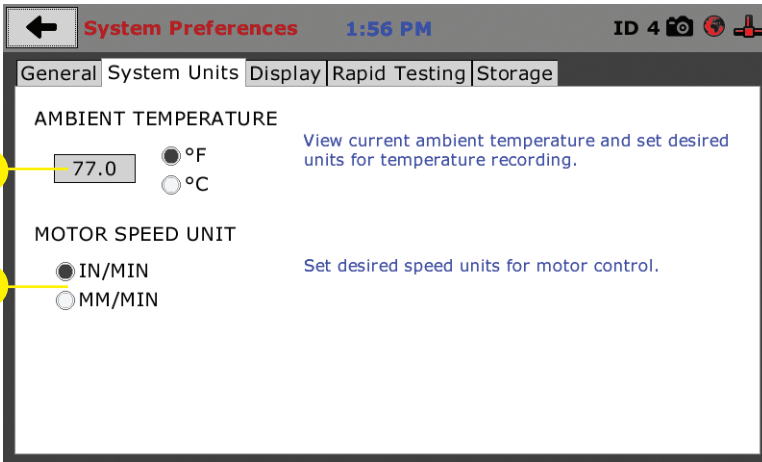 System Preferences 1:56 PM ID 4
General System Units Display Rapid Testing Storage
AMBIENT TEMPERATURE
View current ambient temperature and set desired
units for temperature recording.
77.0
°F
°C
MOTOR SPEED UNIT
IN/MIN
Set desired speed units for motor control.
MM/MIN